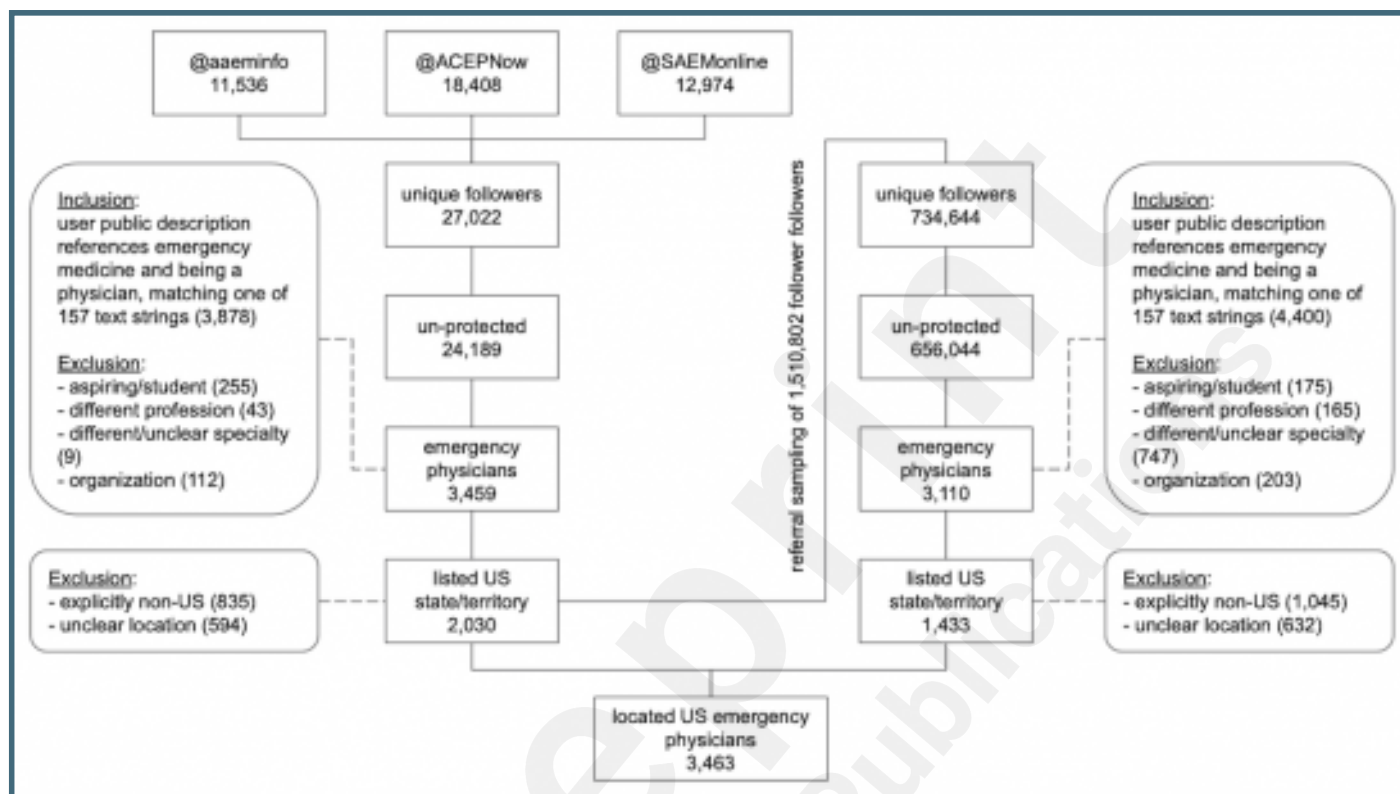 @aaeminfo
11,536
@ACEPNow
18,408
@SAEMonline
12,974
unique followers
27,022
un-protected
24,189
emergency
physicians
3,459
listed US
state/territory
2,030
Inclusion:
user public description
references emergency
medicine and being a
physician, matching one of
157 text strings (3,878)
Exclusion:
- aspiring/student (255)
- different profession (43)
- different/unclear specialty
(9)
- organization (112)
Exclusion:
- explicitly non-US (835)
- unclear location (594)
referral sampling of 1,510,802 follower followers
unique followers
734,644
un-protected
656,044
emergency
physicians
3,110
listed US
state/territory
1,433
Inclusion:
user public description
references emergency
medicine and being a
physician, matching one of
157 text strings (4,400)
Exclusion:
- aspiring/student (175)
- different profession (165)
- different/unclear specialty
(747)
- organization (203)
Exclusion:
- explicitly non-US (1,045)
- unclear location (632)
located US emergency
physicians
3,463
eprint
Publications